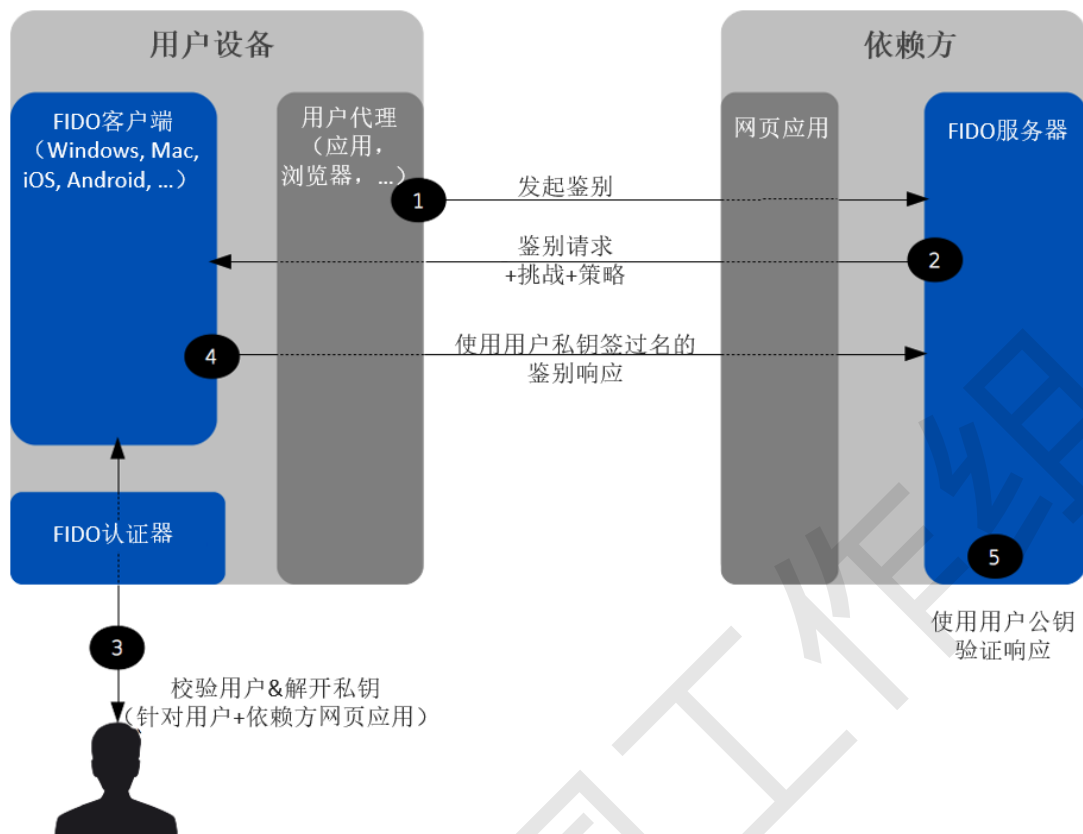 用户设备
依赖方
FIDO客户端
（Windows, Mac,
iOS, Android, …）
用户代理
（应用，
浏览器，…）
网页应用
FIDO服务器
1
发起鉴别
鉴别请求
+挑战+策略
2
4
使用用户私钥签过名的
鉴别响应
FIDO认证器
5
使用用户公钥
验证响应
3
校验用户&解开私钥
（针对用户+依赖方网页应用）
工作组